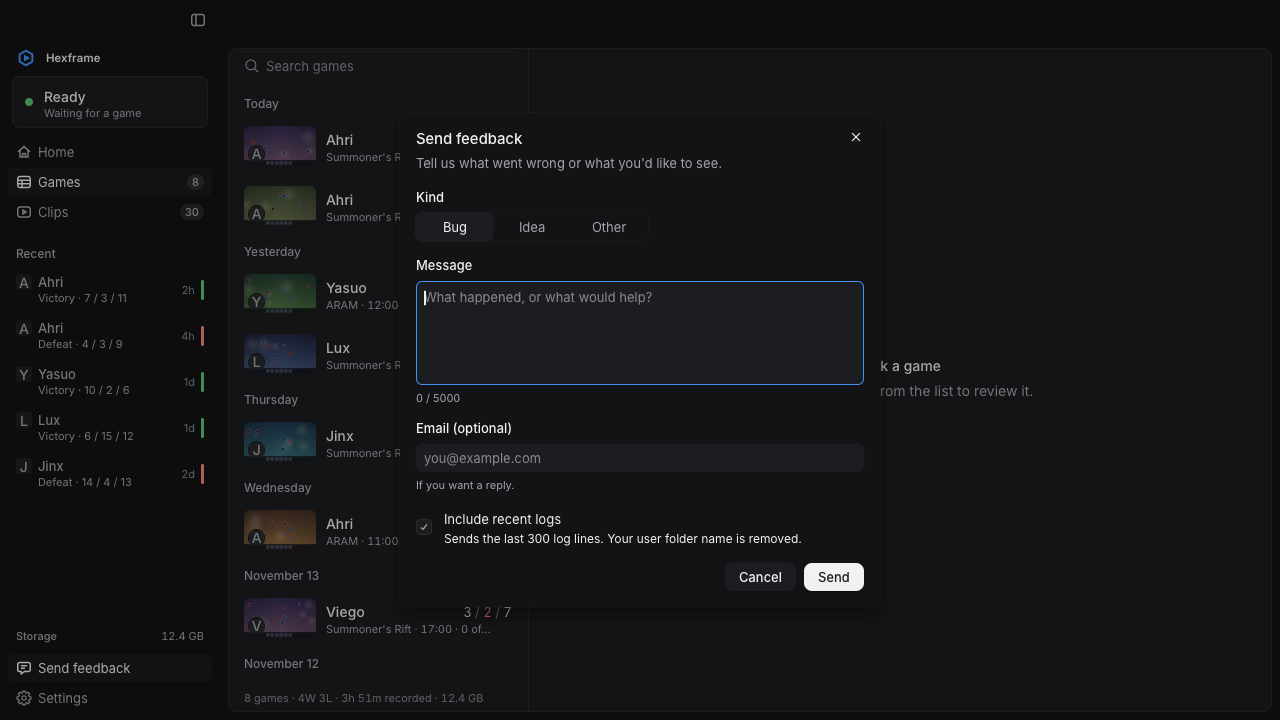 Hexframe
Ready
Waiting for a game
Home
Games 8
Clips 30
Recent
A Ahri
Victory · 7 / 3 / 11 2h
A Ahri
Defeat · 4 / 3 / 9 4h
Y Yasuo
Victory · 10 / 2 / 6 1d
L Lux
Victory · 6 / 15 / 12 1d
J Jinx
Defeat · 14 / 4 / 13 2d
Storage 12.4 GB
Send feedback
Settings
Search games
Today
A Ahri
Summoner's R
A Ahri
Summoner's R
Yesterday
Y Yasuo
ARAM · 12:00
L Lux
Summoner's R
Thursday
J Jinx
Summoner's R
Wednesday
A Ahri
ARAM · 11:00
November 13
V Viego 3 / 2 / 7
Summoner's Rift · 17:00 · 0 of...
November 12
8 games · 4W 3L · 3h 51m recorded · 12.4 GB
Send feedback
Tell us what went wrong or what you'd like to see.
Kind
Bug Idea Other
Message
What happened, or what would help?
0 / 5000
Email (optional)
you@example.com
If you want a reply.
Include recent logs
Sends the last 300 log lines. Your user folder name is removed.
Cancel Send
k a game
rom the list to review it.